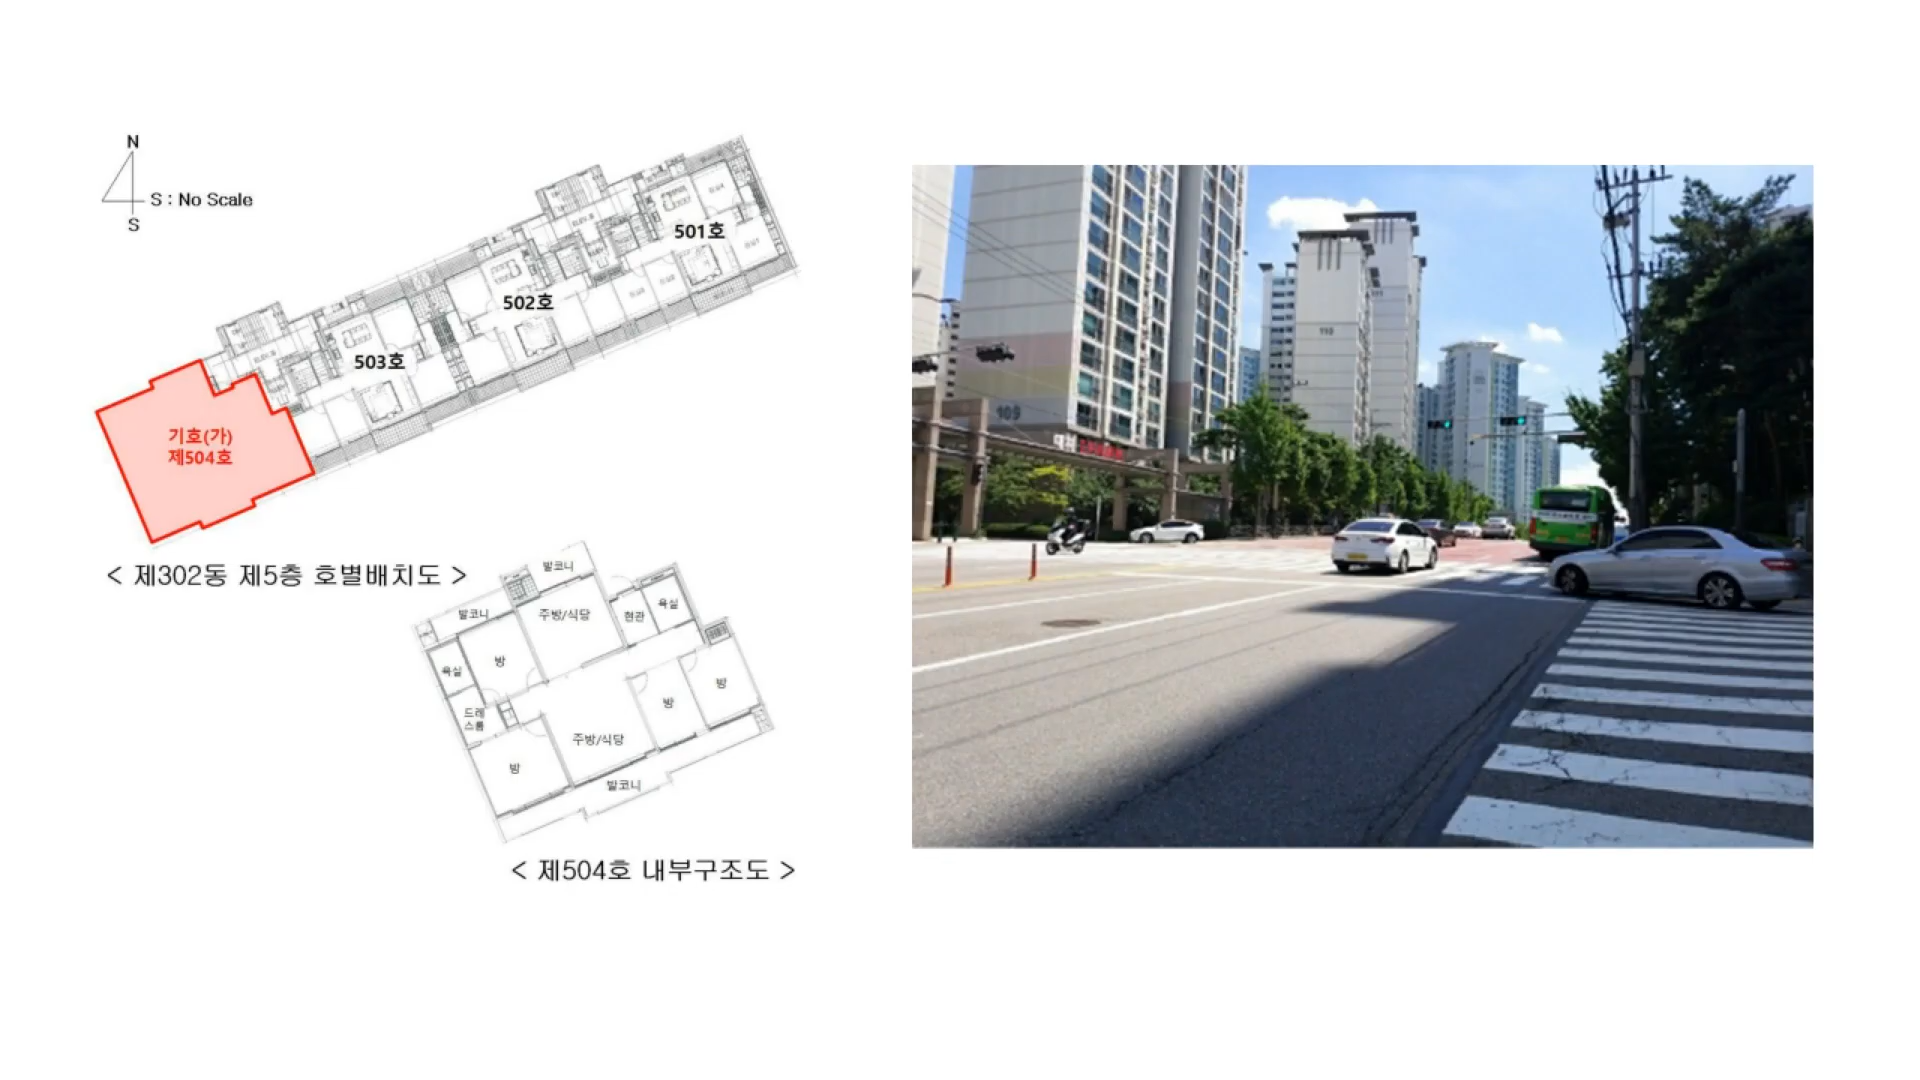 N
S : No Scale
S
501호
502호
503호
기호(가)
제504호
< 제302동 제5층 호별배치도 >
발코니
발코니
주방/식당
현관
욕실
욕실
방
방
방
드레
스룸
주방/식당
방
발코니
< 제504호 내부구조도 >
109
110